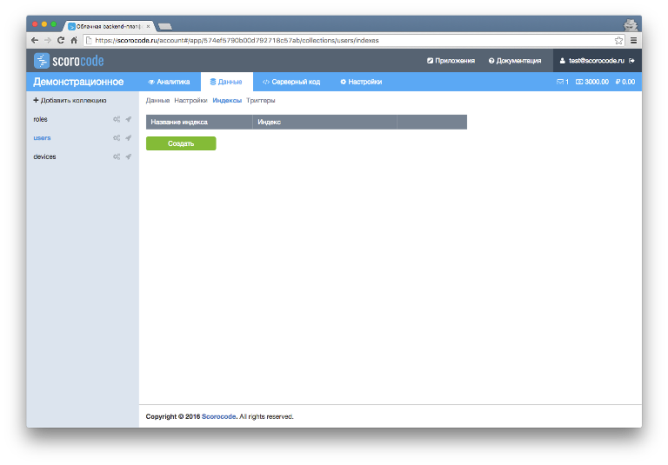 Облачная backend-платф
https://scorocode.ru/account#/app/574ef5790b00d792718c57ab/collections/users/indexes
scorocode
Приложения
Документация
test@scorocode.ru
Демонстрационное
Аналитика
Данные
</> Серверный код
Настройки
1
3000.00
₽ 0.00
+ Добавить коллекцию
roles
users
devices
Данные Настройки Индексы Триггеры
Название индекса Индекс
Создать
Copyright © 2016 Scorocode. All rights reserved.